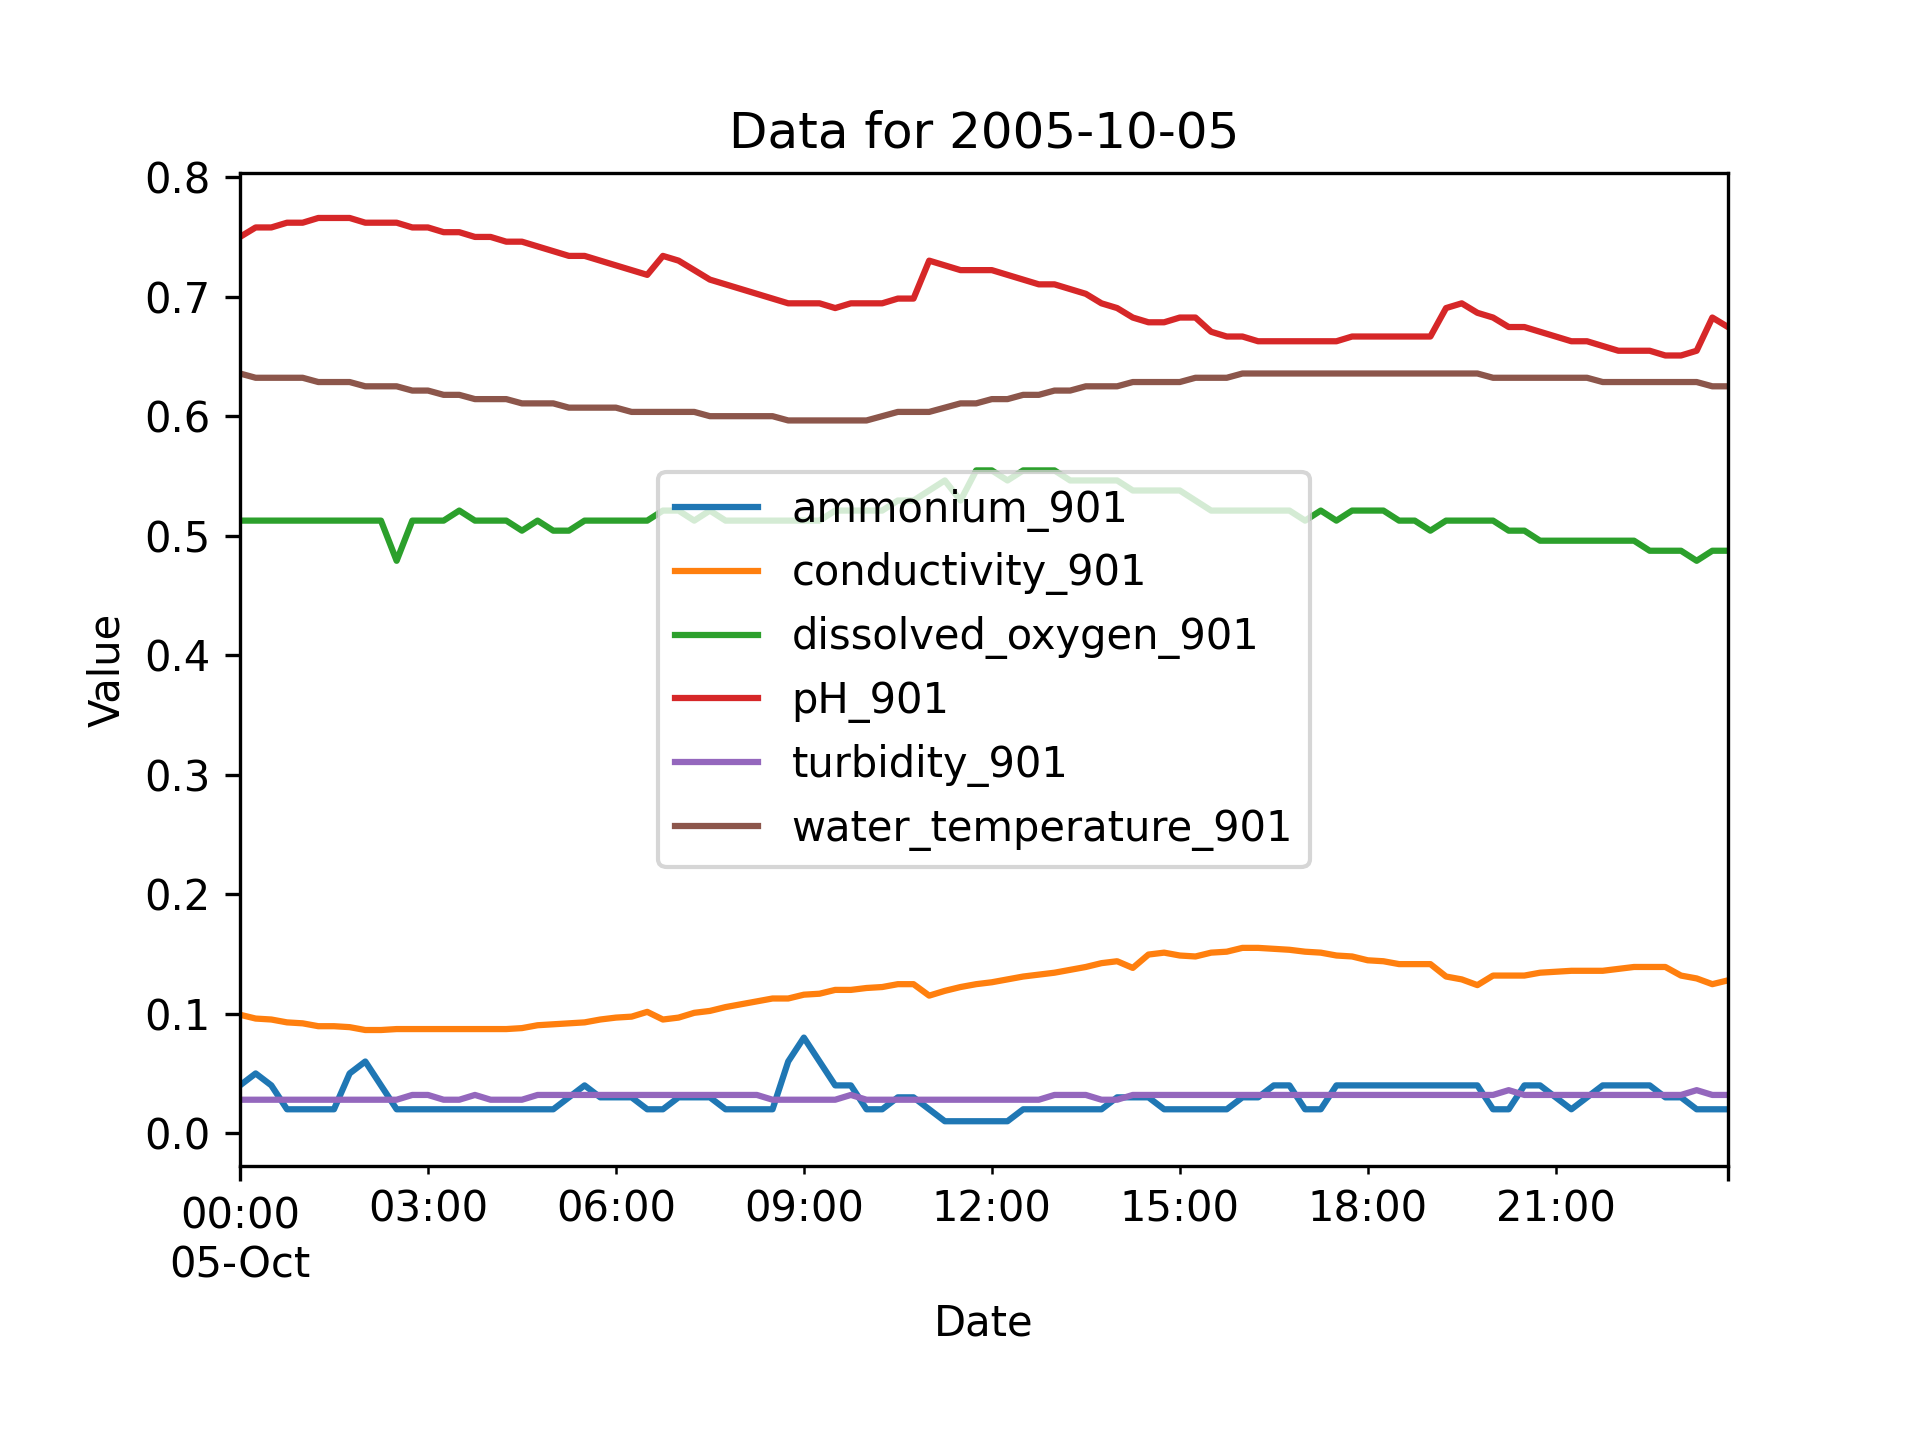 Data for 2005-10-05
0.8
0.7
0.6
0.5
0.4
0.3
0.2
0.1
0.0
Value
ammonium_901
conductivity_901
dissolved_oxygen_901
pH_901
turbidity_901
water_temperature_901
00:00 03:00 06:00 09:00 12:00 15:00 18:00 21:00
05-Oct
Date